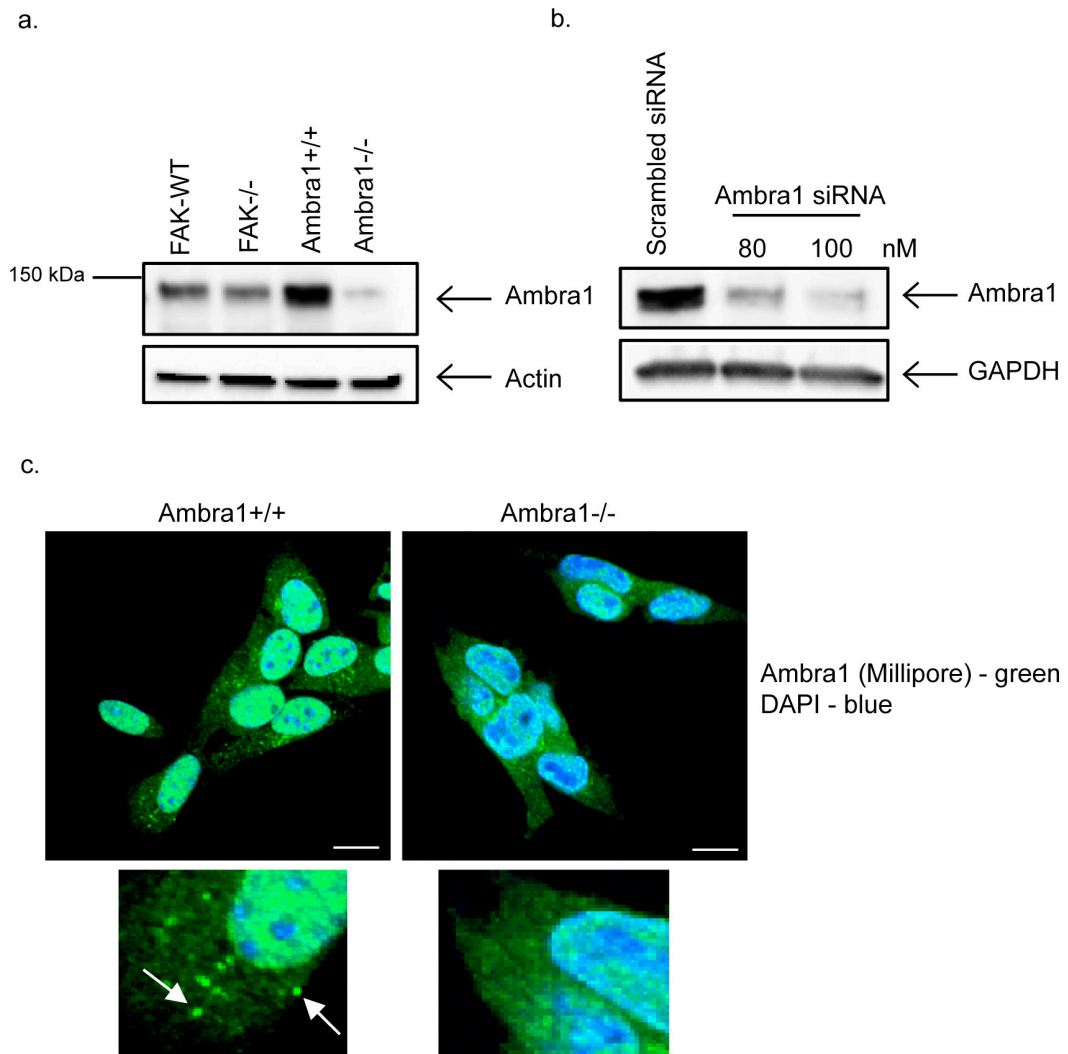 a.
FAK-WT
FAK-/-
Ambra1+/+
Ambra1-/-
150 kDa
Ambra1
Actin
b.
Scrambled siRNA
Ambra1 siRNA
80 100 nM
Ambra1
GAPDH
c.
Ambra1+/+ Ambra1-/-
Ambra1 (Millipore) - green
DAPI - blue